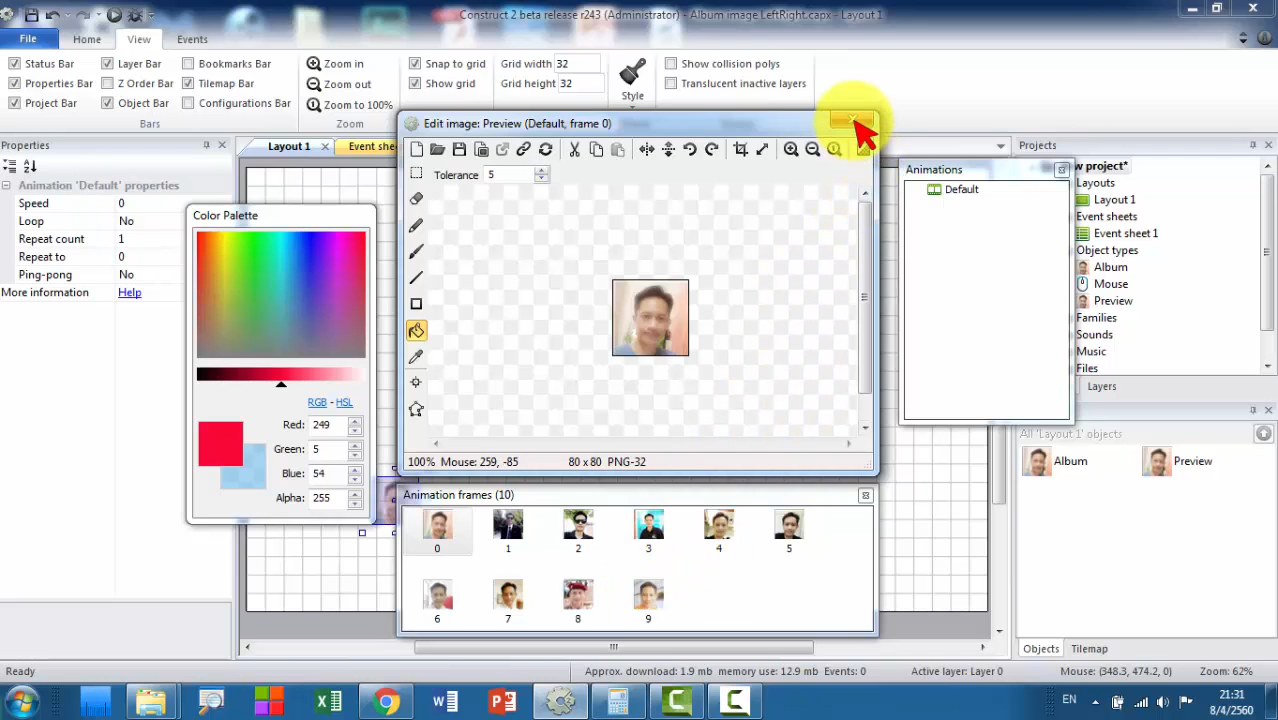 Construct 2 beta release r243 (Administrator) - Album image LeftRight.capx - Layout 1
File Home View Events
Status Bar Layer Bar Bookmarks Bar Zoom in Snap to grid Grid width 32 Show collision polys
Properties Bar Z Order Bar Tilemap Bar Zoom out Show grid Grid height 32 Translucent inactive layers
Project Bar Object Bar Configurations Bar Zoom to 100% Style
Bars Zoom
Edit image: Preview (Default, frame 0)
Properties
Layout 1 Event shee
Projects
Tolerance 5
Animations
w project*
Animation 'Default' properties
Speed 0
Loop No
Repeat count 1
Repeat to 0
Ping-pong No
More information Help
Color Palette
RGB - HSL
Red: 249
Green: 5
Blue: 54
Alpha: 255
Default
Layouts
Layout 1
Event sheets
Event sheet 1
Object types
Album
Mouse
Preview
Families
Sounds
Music
Files
Layers
All 'Layout 1' objects
Album Preview
100% Mouse: 259, -85 80 x 80 PNG-32
Animation frames (10)
0 1 2 3 4 5
6 7 8 9
Objects Tilemap
Ready Approx. download: 1.9 mb memory use: 12.9 mb Events: 0 Active layer: Layer 0 Mouse: (348.3, 474.2, 0) Zoom: 62%
EN
21:31
8/4/2560